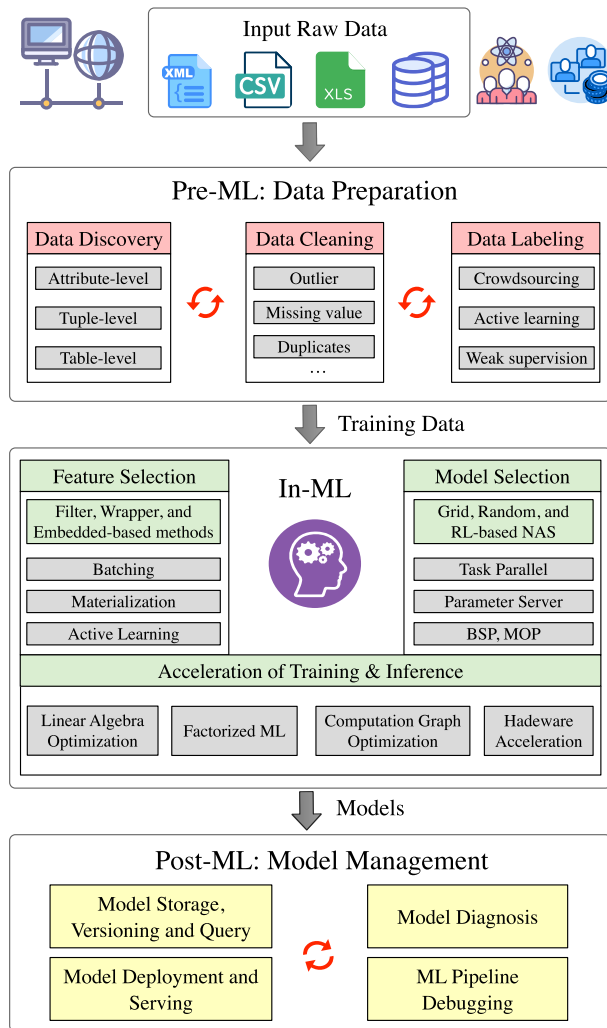 Input Raw Data
XML
CSV
XLS
Pre-ML: Data Preparation
Data Discovery
Attribute-level
Tuple-level
Table-level
Data Cleaning
Outlier
Missing value
Duplicates
...
Data Labeling
Crowdsourcing
Active learning
Weak supervision
Training Data
In-ML
Feature Selection
Filter, Wrapper, and
Embedded-based methods
Batching
Materialization
Active Learning
Model Selection
Grid, Random, and
RL-based NAS
Task Parallel
Parameter Server
BSP, MOP
Acceleration of Training & Inference
Linear Algebra
Optimization
Factorized ML
Computation Graph
Optimization
Hadeware
Acceleration
Models
Post-ML: Model Management
Model Storage,
Versioning and Query
Model Diagnosis
Model Deployment and
Serving
ML Pipeline
Debugging